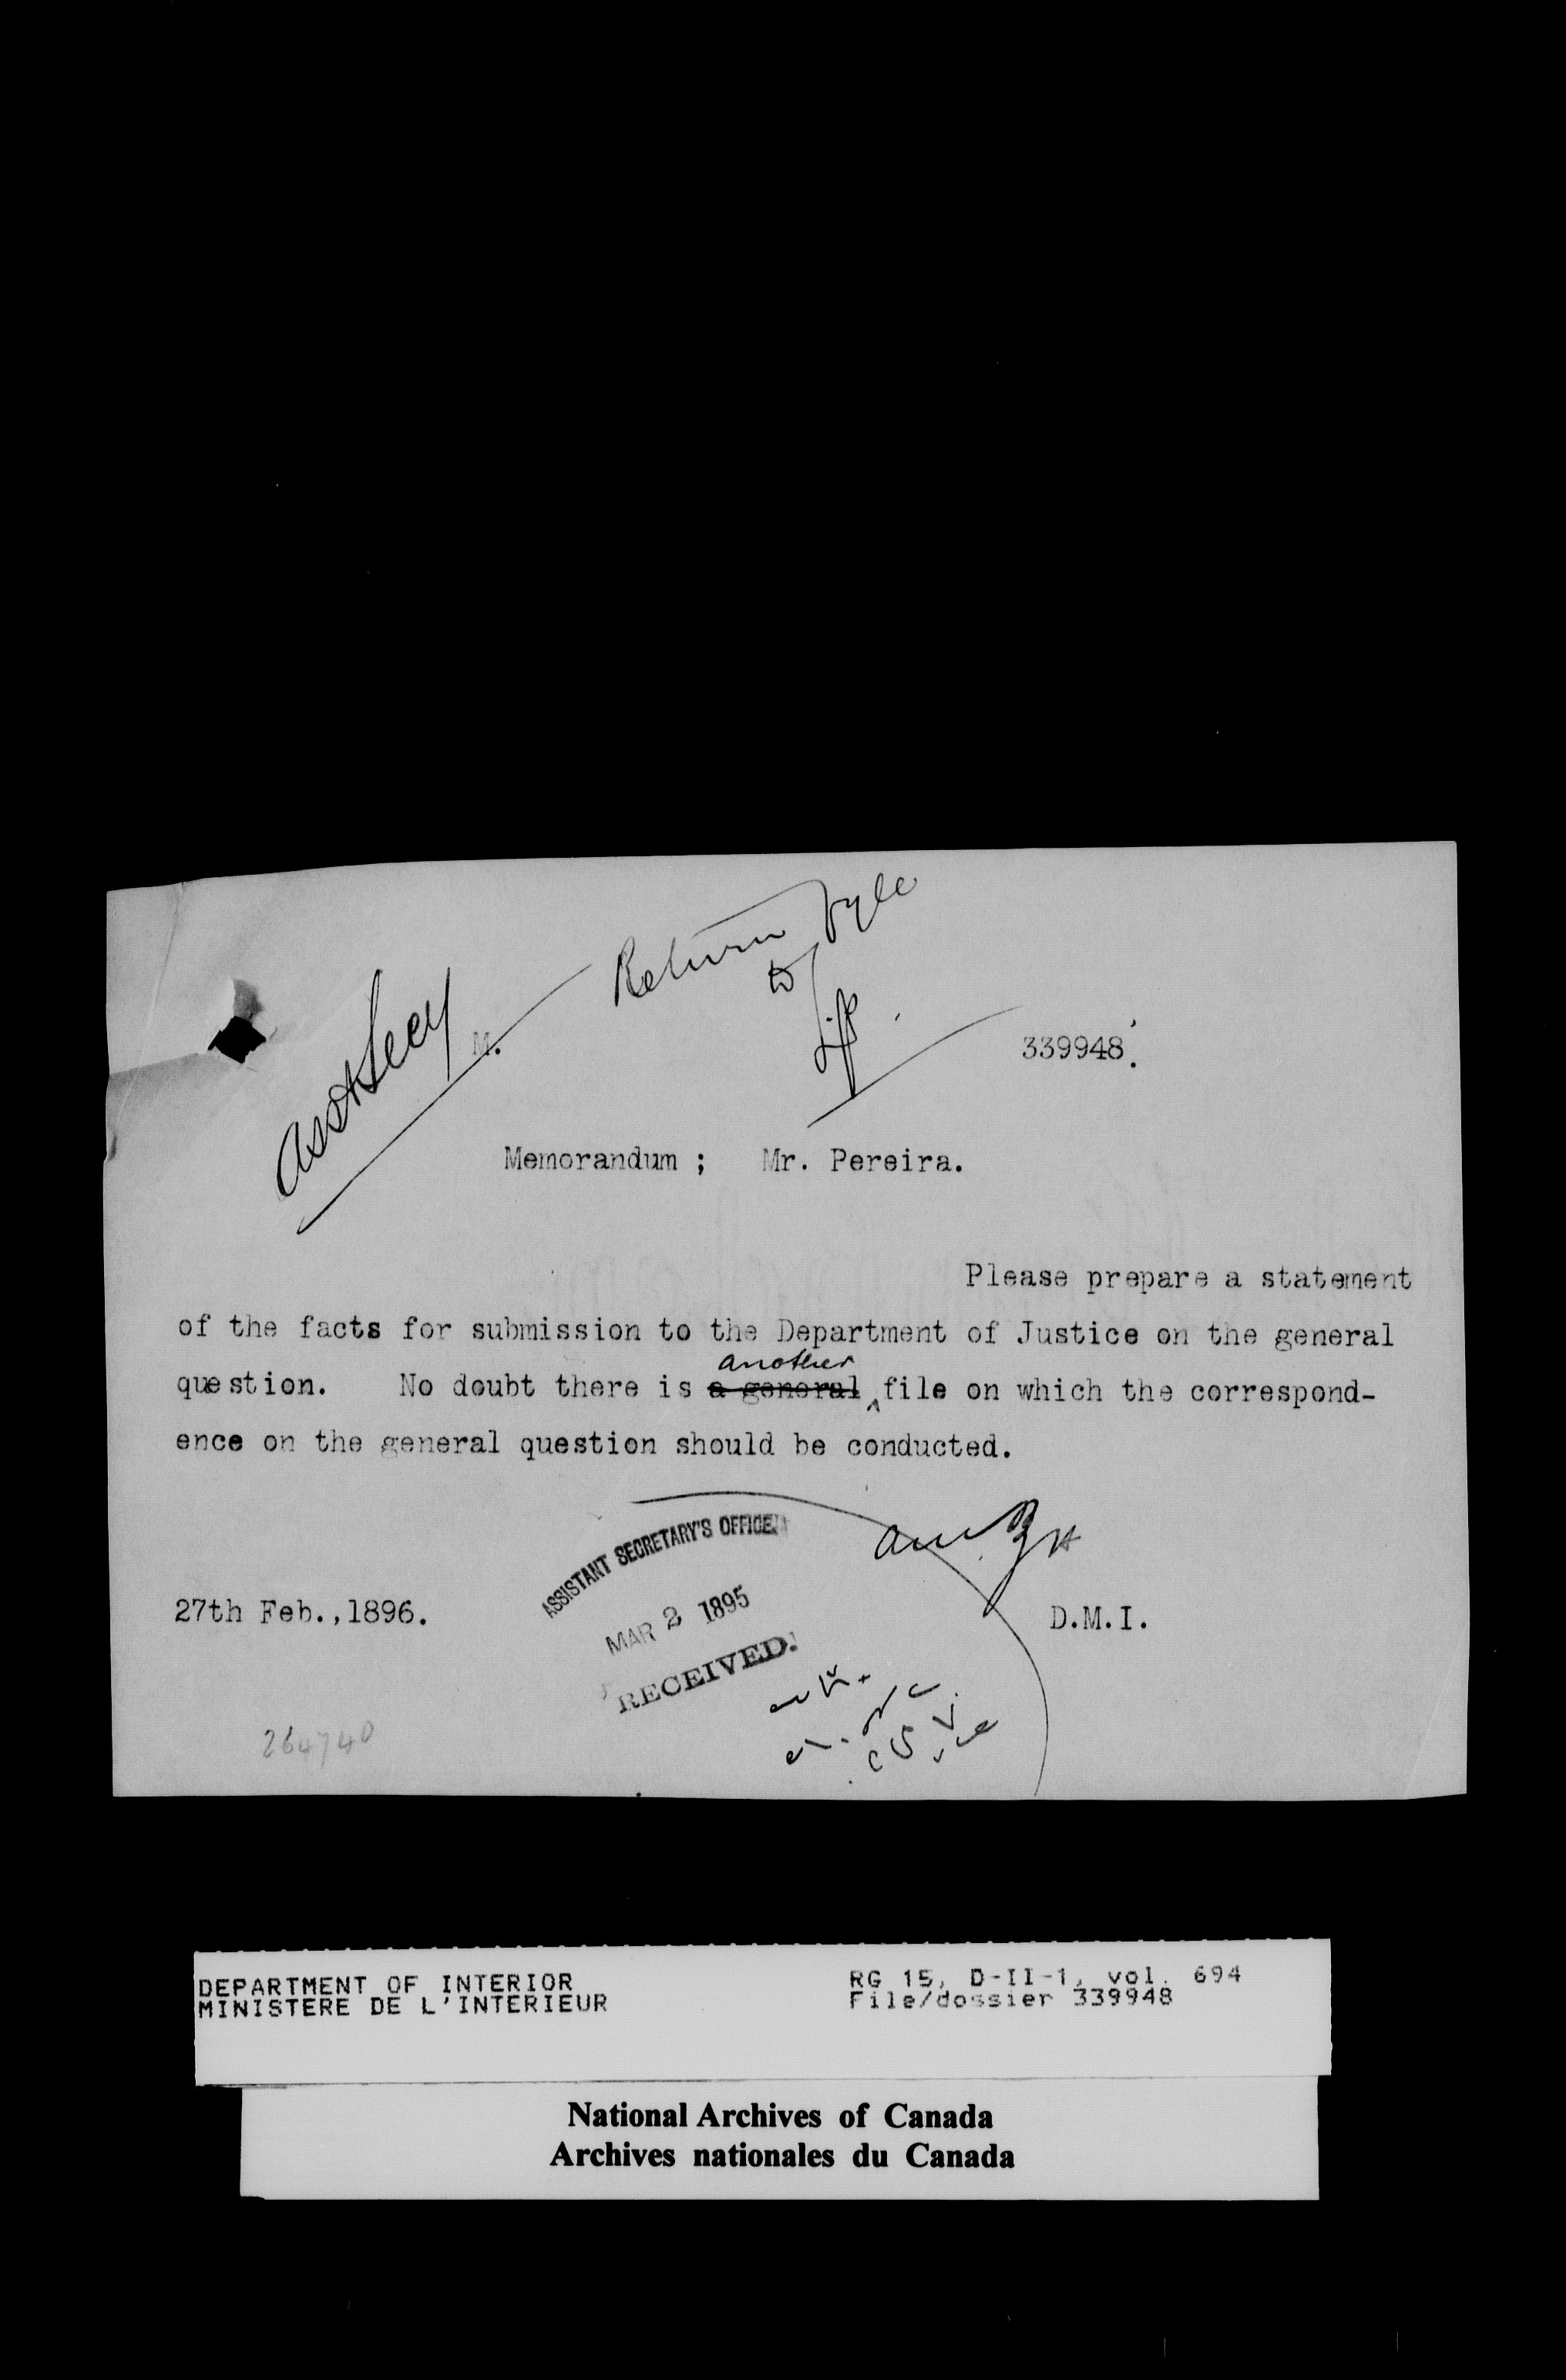 Return fyle
to
Asst Secy
M.
339948.
Memorandum ; Mr. Pereira.
Please prepare a statement
of the facts for submission to the Department of Justice on the general
another
question. No doubt there is a general file on which the correspond-
ence on the general question should be conducted.
ASSISTANT SECRETARY'S OFFICE
MAR 2 1895
RECEIVED.
27th Feb.,1896.
D.M.I.
264740
DEPARTMENT OF INTERIOR
MINISTERE DE L'INTERIEUR
RG 15, D-II-1, vol. 694
File/dossier 339948
National Archives of Canada
Archives nationales du Canada